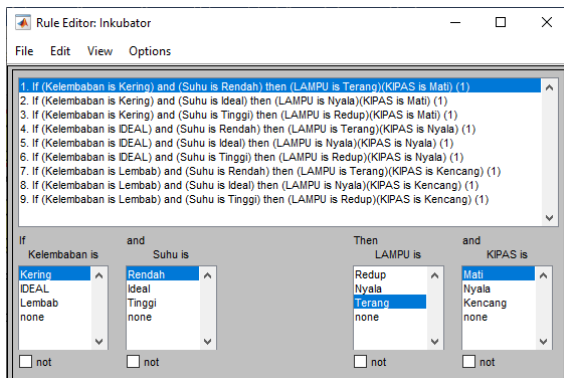 Rule Editor: Inkubator
File Edit View Options
1. If (Kelembaban is Kering) and (Suhu is Rendah) then (LAMPU is Terang)(KIPAS is Mati) (1)
2. If (Kelembaban is Kering) and (Suhu is Ideal) then (LAMPU is Nyala)(KIPAS is Mati) (1)
3. If (Kelembaban is Kering) and (Suhu is Tinggi) then (LAMPU is Redup)(KIPAS is Mati) (1)
4. If (Kelembaban is IDEAL) and (Suhu is Rendah) then (LAMPU is Terang)(KIPAS is Nyala) (1)
5. If (Kelembaban is IDEAL) and (Suhu is Ideal) then (LAMPU is Nyala)(KIPAS is Nyala) (1)
6. If (Kelembaban is IDEAL) and (Suhu is Tinggi) then (LAMPU is Redup)(KIPAS is Nyala) (1)
7. If (Kelembaban is Lembab) and (Suhu is Rendah) then (LAMPU is Terang)(KIPAS is Kencang) (1)
8. If (Kelembaban is Lembab) and (Suhu is Ideal) then (LAMPU is Nyala)(KIPAS is Kencang) (1)
9. If (Kelembaban is Lembab) and (Suhu is Tinggi) then (LAMPU is Redup)(KIPAS is Kencang) (1)
If and Then and
Kelembaban is Suhu is LAMPU is KIPAS is
Kering Rendah Redup Mati
IDEAL Ideal Nyala Nyala
Lembab Tinggi Terang Kencang
none none none none
not not not not